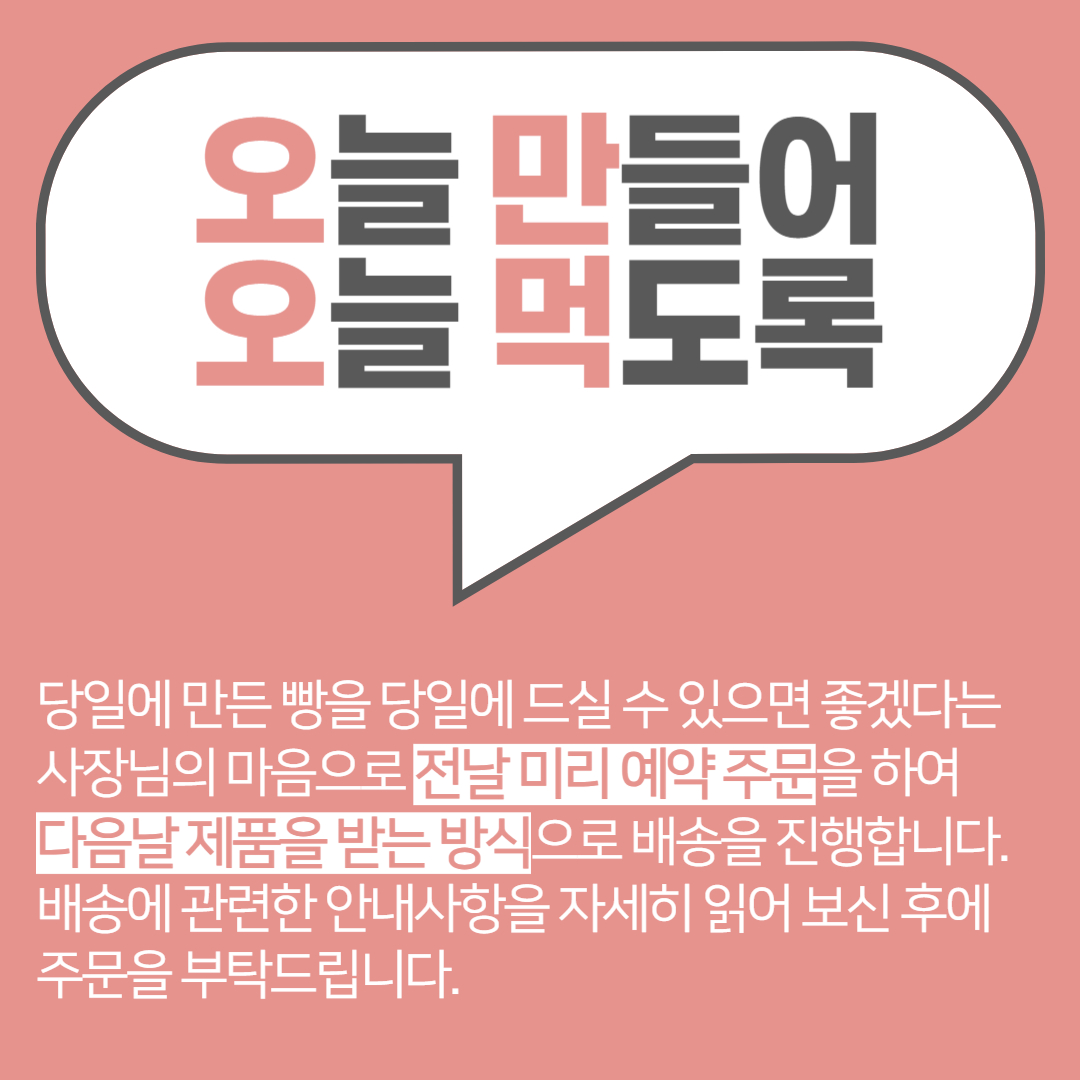 오늘 만들어
오늘 먹도록
당일에 만든 빵을 당일에 드실 수 있으면 좋겠다는
사장님의 마음으로 전날 미리 예약 주문을 하여
다음날 제품을 받는 방식으로 배송을 진행합니다.
배송에 관련한 안내사항을 자세히 읽어 보신 후에
주문을 부탁드립니다.